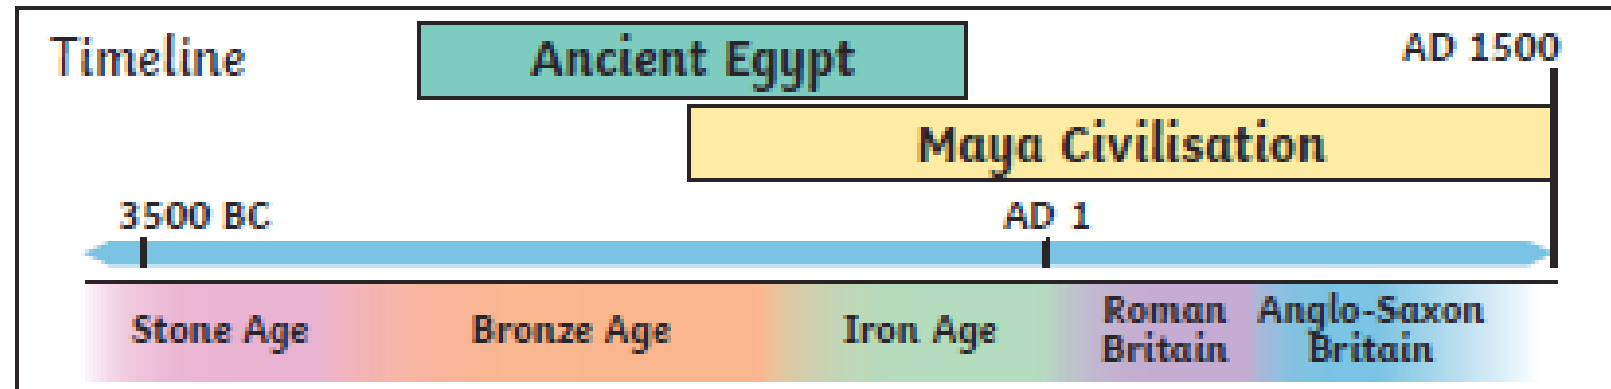 Timeline
Ancient Egypt
AD 1500
Maya Civilisation
3500 BC
AD 1
Stone Age
Bronze Age
Iron Age
Roman
Britain
Anglo-Saxon
Britain